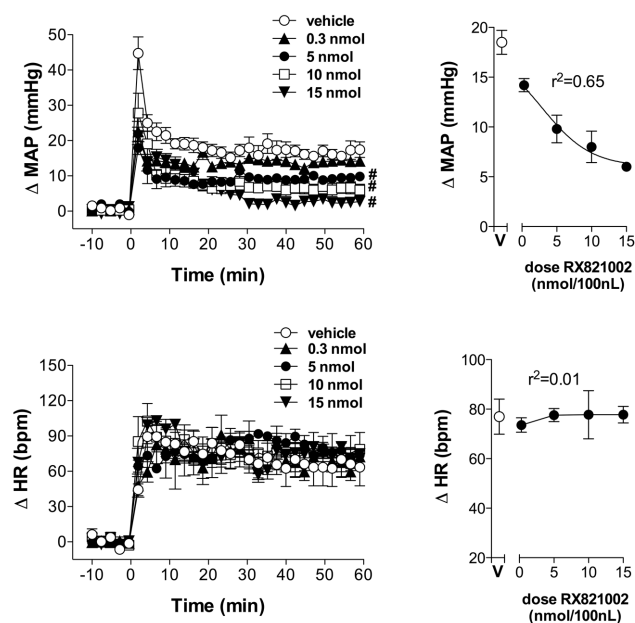 vehicle
0.3 nmol
5 nmol
10 nmol
15 nmol
Δ MAP (mmHg)
50
40
30
20
10
0
#
#
#
-10 0 10 20 30 40 50 60
Time (min)
Δ MAP (mmHg)
20
15
10
5
0
r²=0.65
V 0 5 10 15
dose RX821002
(nmol/100nL)
vehicle
0.3 nmol
5 nmol
10 nmol
15 nmol
Δ HR (bpm)
150
120
90
60
30
0
-10 0 10 20 30 40 50 60
Time (min)
Δ HR (bpm)
100
80
60
40
20
r²=0.01
V 0 5 10 15
dose RX821002
(nmol/100nL)